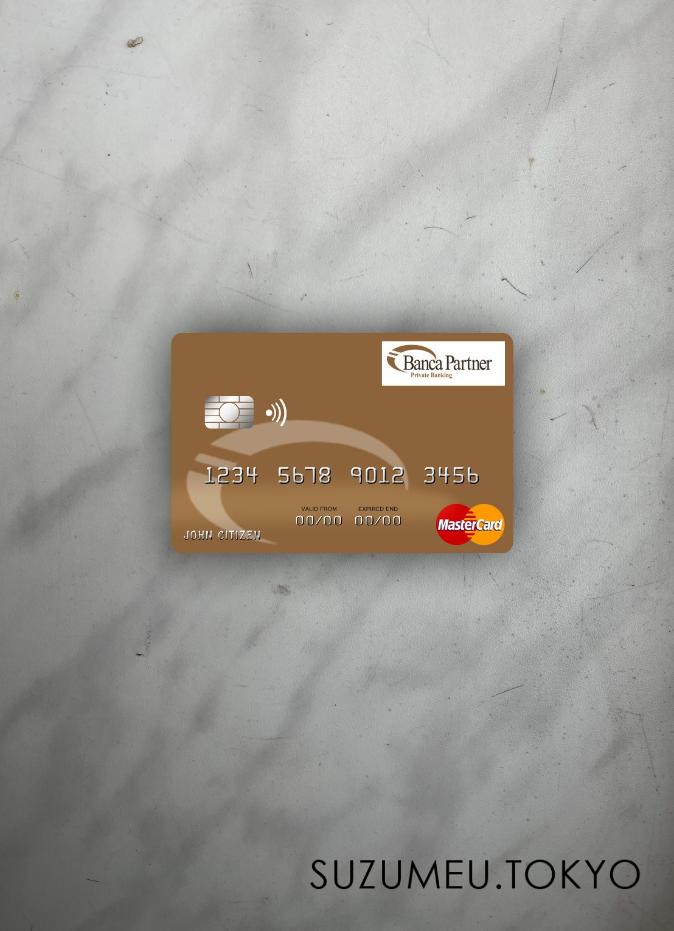 Banca Partner
Private Banking
1234 5678 9012 3456
VALID FROM EXPIRED END
00/00 00/00
JOHN CITIZEN
MasterCard
SUZUMEU.TOKYO